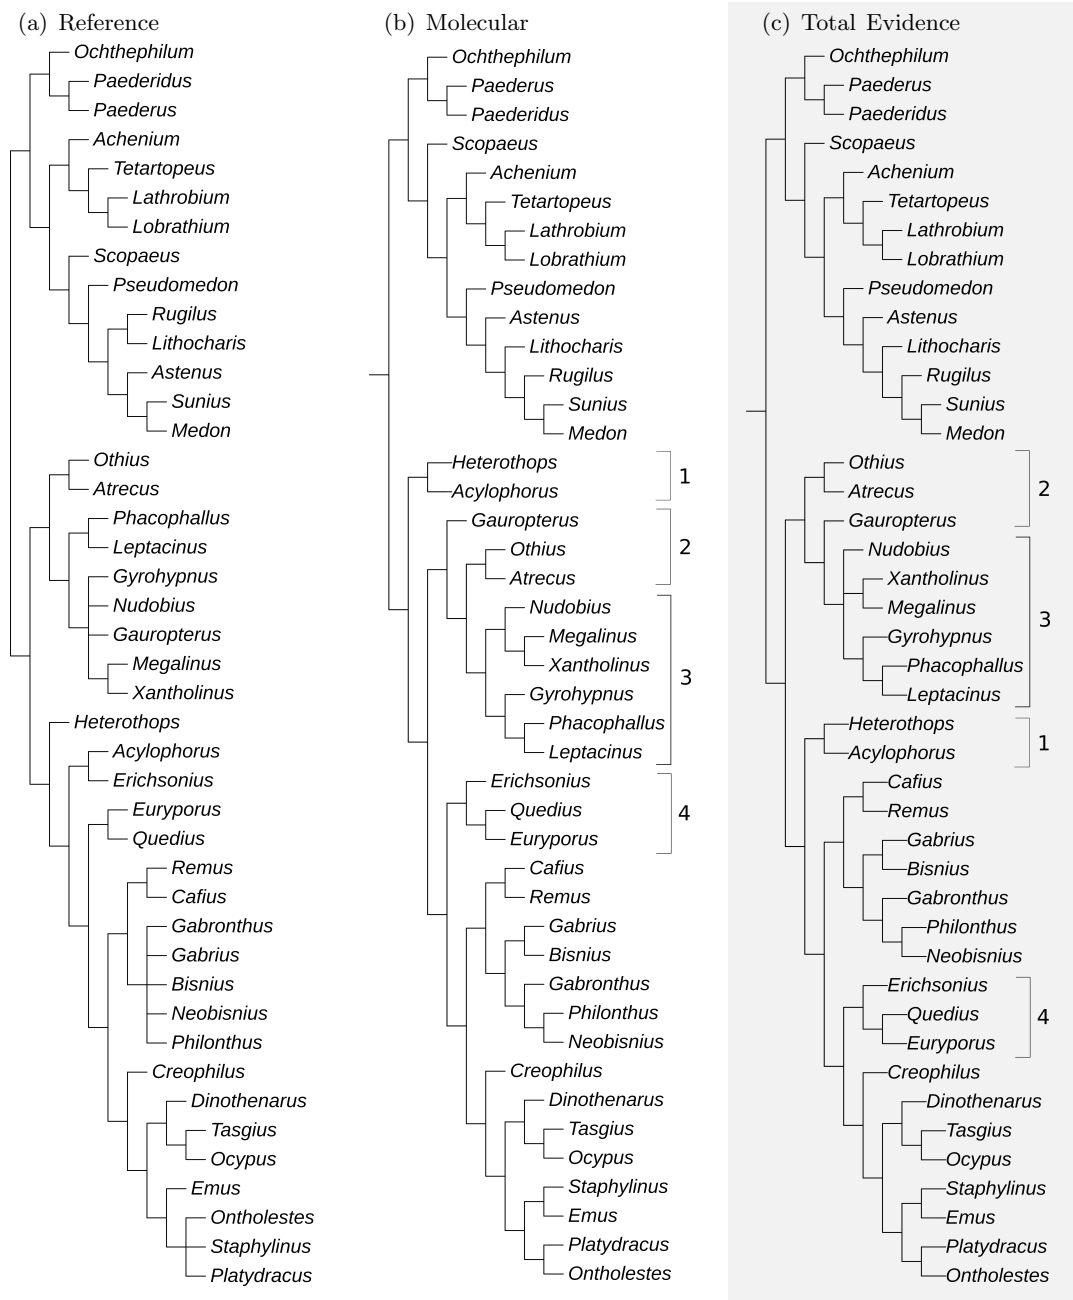 (a) Reference
Ochthephilum
Paederidus
Paederus
Achenium
Tetartopeus
Lathrobium
Lobrathium
Scopaeus
Pseudomedon
Rugilus
Lithocharis
Astenus
Sunius
Medon
Othius
Atrecus
Phacophallus
Leptacinus
Gyrohypnus
Nudobius
Gauropterus
Megalinus
Xantholinus
Heterothops
Acylophorus
Erichsonius
Euryporus
Quedius
Remus
Cafius
Gabronthus
Gabrius
Bisnius
Neobisnius
Philonthus
Creophilus
Dinothenarus
Tasgius
Ocypus
Emus
Ontholestes
Staphylinus
Platydracus
(b) Molecular
Ochthephilum
Paederus
Paederidus
Scopaeus
Achenium
Tetartopeus
Lathrobium
Lobrathium
Pseudomedon
Astenus
Lithocharis
Rugilus
Sunius
Medon
Heterothops
1
Acylophorus
Gauropterus
Othius
2
Atrecus
Nudobius
Megalinus
Xantholinus
3
Gyrohypnus
Phacophallus
Leptacinus
Erichsonius
Quedius
4
Euryporus
Cafius
Remus
Gabrius
Bisnius
Gabronthus
Philonthus
Neobisnius
Creophilus
Dinothenarus
Tasgius
Ocypus
Staphylinus
Emus
Platydracus
Ontholestes
(c) Total Evidence
Ochthephilum
Paederus
Paederidus
Scopaeus
Achenium
Tetartopeus
Lathrobium
Lobrathium
Pseudomedon
Astenus
Lithocharis
Rugilus
Sunius
Medon
Othius
2
Atrecus
Gauropterus
Nudobius
Xantholinus
Megalinus
3
Gyrohypnus
Phacophallus
Leptacinus
Heterothops
1
Acylophorus
Cafius
Remus
Gabrius
Bisnius
Gabronthus
Philonthus
Neobisnius
Erichsonius
Quedius
4
Euryporus
Creophilus
Dinothenarus
Tasgius
Ocypus
Staphylinus
Emus
Platydracus
Ontholestes